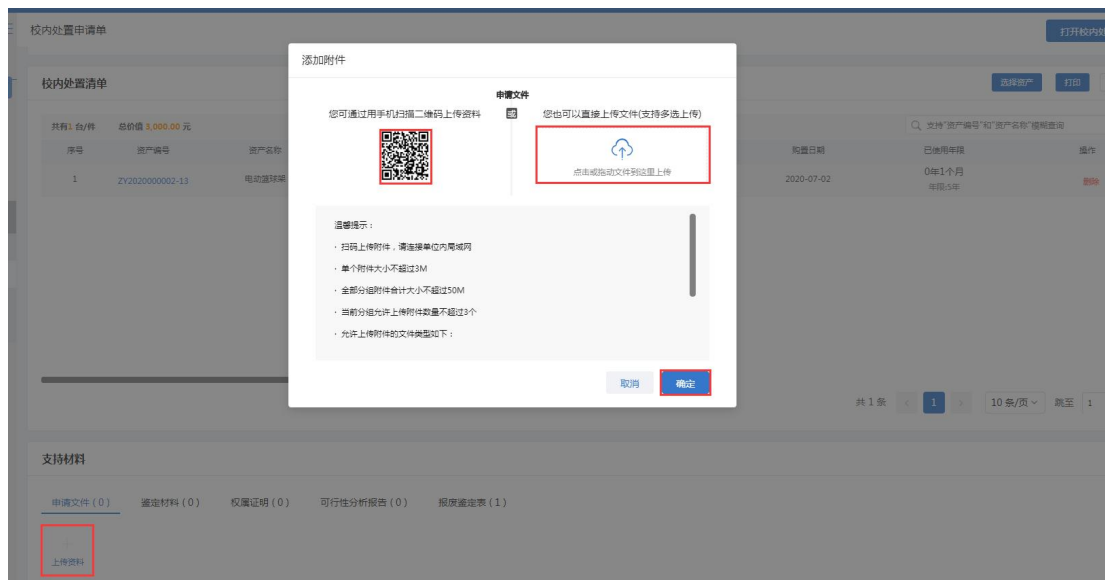 校内处置申请单
打开校内处
添加附件
校内处置清单
选择资产
打印
申请文件
您可通过用手机扫描二维码上传资料
或
您也可以直接上传文件(支持多选上传)
共有1 台/件
总价值 3,000.00 元
支持"资产编号"和"资产名称"模糊查询
序号
资产编号
资产名称
购置日期
已使用年限
操作
点击或拖动文件到这里上传
1
ZY2020000002-13
电动篮球架
2020-07-02
0年1个月
年限:5年
删除
温馨提示：
· 扫码上传附件，请连接单位内局域网
· 单个附件大小不超过3M
· 全部分组附件合计大小不超过50M
· 当前分组允许上传附件数量不超过3个
· 允许上传附件的文件类型如下：
取消
确定
共 1 条
1
10 条/页
跳至
1
支持材料
申请文件 ( 0 )
鉴定材料 ( 0 )
权属证明 ( 0 )
可行性分析报告 ( 0 )
报废鉴定表 ( 1 )
上传资料